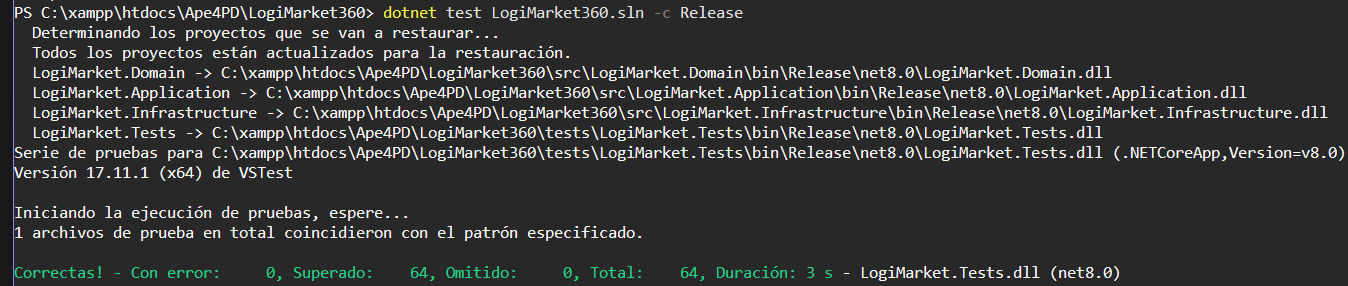 PS C:\xampp\htdocs\Ape4PD\LogiMarket360> dotnet test LogiMarket360.sln -c Release
  Determinando los proyectos que se van a restaurar...
  Todos los proyectos están actualizados para la restauración.
  LogiMarket.Domain -> C:\xampp\htdocs\Ape4PD\LogiMarket360\src\LogiMarket.Domain\bin\Release\net8.0\LogiMarket.Domain.dll
  LogiMarket.Application -> C:\xampp\htdocs\Ape4PD\LogiMarket360\src\LogiMarket.Application\bin\Release\net8.0\LogiMarket.Application.dll
  LogiMarket.Infrastructure -> C:\xampp\htdocs\Ape4PD\LogiMarket360\src\LogiMarket.Infrastructure\bin\Release\net8.0\LogiMarket.Infrastructure.dll
  LogiMarket.Tests -> C:\xampp\htdocs\Ape4PD\LogiMarket360\tests\LogiMarket.Tests\bin\Release\net8.0\LogiMarket.Tests.dll
Serie de pruebas para C:\xampp\htdocs\Ape4PD\LogiMarket360\tests\LogiMarket.Tests\bin\Release\net8.0\LogiMarket.Tests.dll (.NETCoreApp,Version=v8.0)
Versión 17.11.1 (x64) de VSTest

Iniciando la ejecución de pruebas, espere...
1 archivos de prueba en total coincidieron con el patrón especificado.

Correctas! - Con error:     0, Superado:    64, Omitido:     0, Total:    64, Duración: 3 s - LogiMarket.Tests.dll (net8.0)